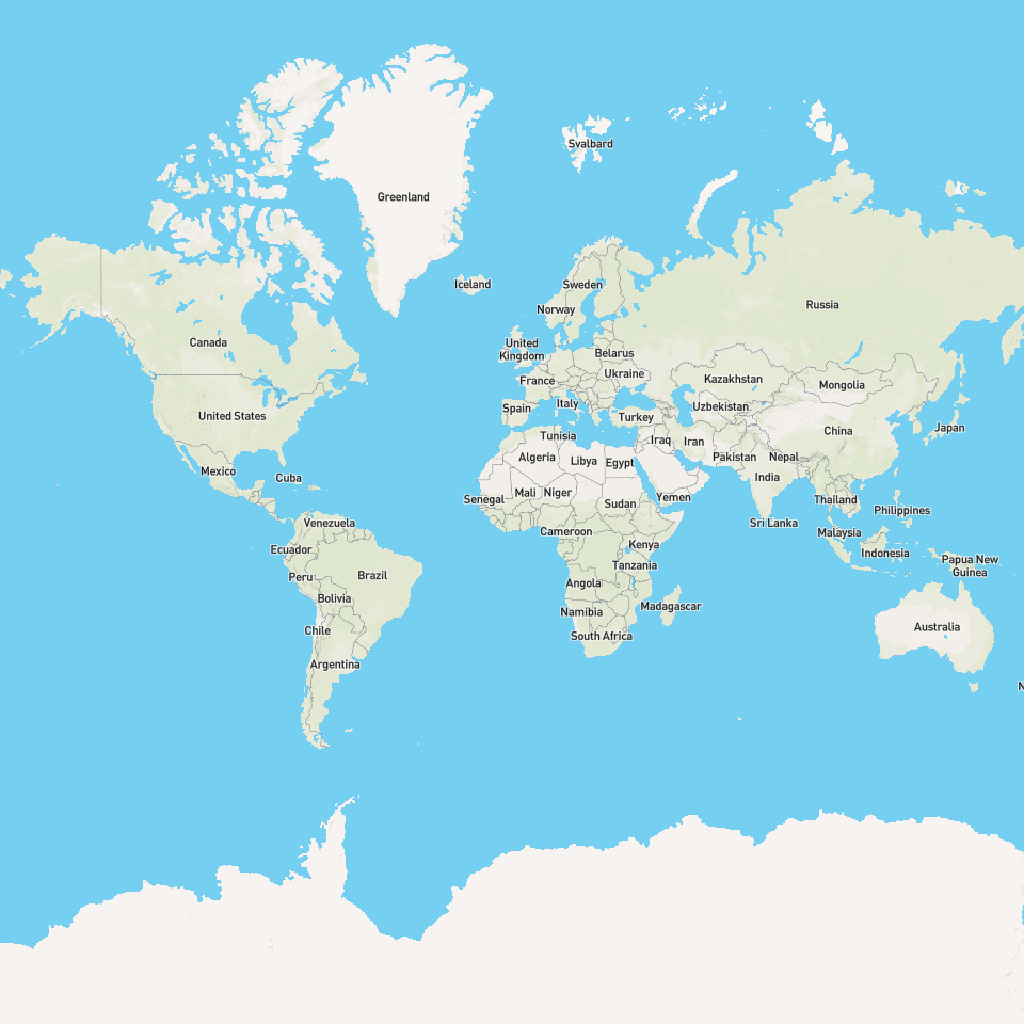 Svalbard
Greenland
Iceland
Sweden
Russia
Norway
Canada
United
Kingdom
Belarus
Ukraine
France
Kazakhstan
Mongolia
United States
Spain
Italy
Uzbekistan
Turkey
China
Japan
Tunisia
Iraq
Iran
Mexico
Cuba
Algeria
Libya
Egypt
Pakistan
Nepal
India
Senegal
Mali
Niger
Sudan
Yemen
Thailand
Philippines
Venezuela
Sri Lanka
Cameroon
Malaysia
Ecuador
Kenya
Indonesia
Papua New
Guinea
Tanzania
Peru
Brazil
Angola
Bolivia
Namibia
Madagascar
Chile
South Africa
Australia
Argentina